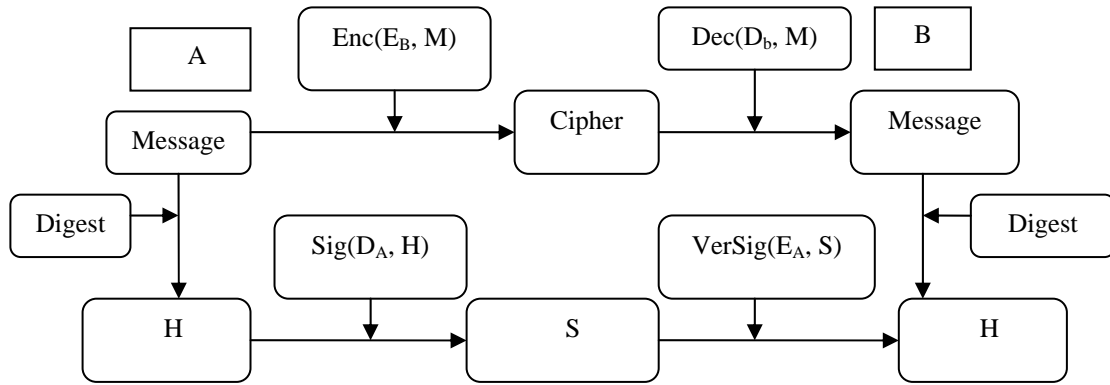 Enc(E_B, M)
Dec(D_b, M)
B
A
Cipher
Message
Message
Digest
Digest
Sig(D_A, H)
VerSig(E_A, S)
H
S
H